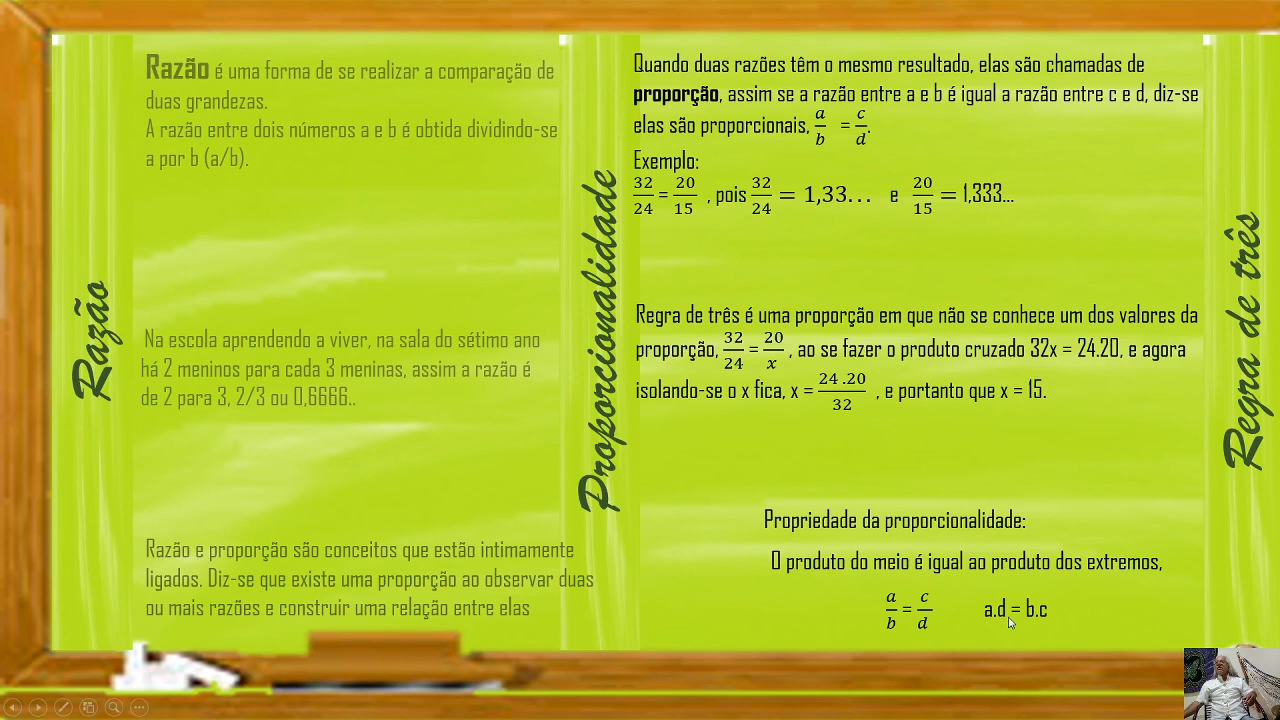 Razão
Razão é uma forma de se realizar a comparação de
duas grandezas.
A razão entre dois números a e b é obtida dividindo-se
a por b (a/b).
Na escola aprendendo a viver, na sala do sétimo ano
há 2 meninos para cada 3 meninas, assim a razão é
de 2 para 3, 2/3 ou 0,6666..
Razão e proporção são conceitos que estão intimamente
ligados. Diz-se que existe uma proporção ao observar duas
ou mais razões e construir uma relação entre elas
Proporcionalidade
Quando duas razões têm o mesmo resultado, elas são chamadas de
proporção, assim se a razão entre a e b é igual a razão entre c e d, diz-se
elas são proporcionais, a/b = c/d.
Exemplo:
32/24 = 20/15 , pois 32/24 = 1,33... e 20/15 = 1,333...
Regra de três é uma proporção em que não se conhece um dos valores da
proporção, 32/24 = 20/x , ao se fazer o produto cruzado 32x = 24.20, e agora
isolando-se o x fica, x = 24 .20/32 , e portanto que x = 15.
Propriedade da proporcionalidade:
O produto do meio é igual ao produto dos extremos,
a/b = c/d a.d = b.c
Regra de três